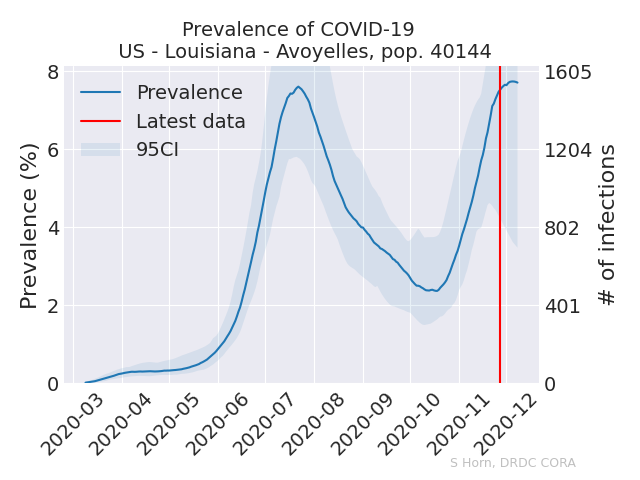 Prevalence of COVID-19
US - Louisiana - Avoyelles, pop. 40144
Prevalence
Latest data
95CI
Prevalence (%)
8
6
4
2
0
1605
1204
802
401
0
# of infections
2020-03
2020-04
2020-05
2020-06
2020-07
2020-08
2020-09
2020-10
2020-11
2020-12
S Horn, DRDC CORA